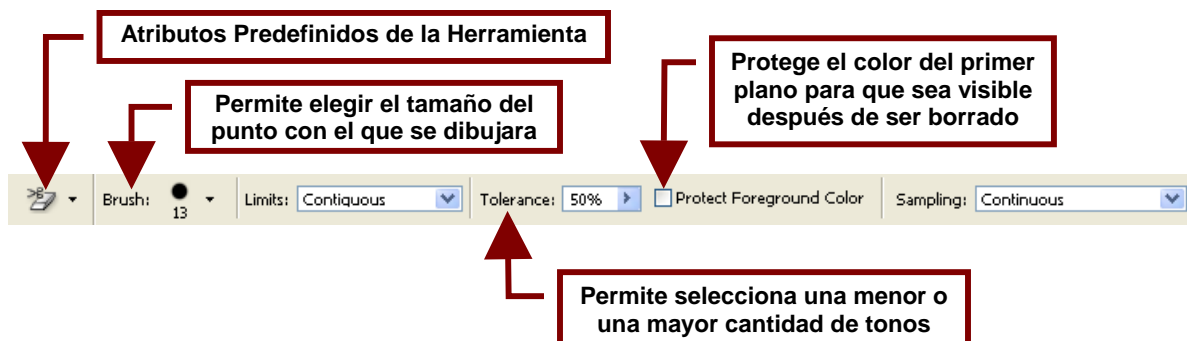 Atributos Predefinidos de la Herramienta
Permite elegir el tamaño del
punto con el que se dibujara
Protege el color del primer
plano para que sea visible
después de ser borrado
Brush: 13 Limits: Contiguous Tolerance: 50% Protect Foreground Color Sampling: Continuous
Permite selecciona una menor o
una mayor cantidad de tonos